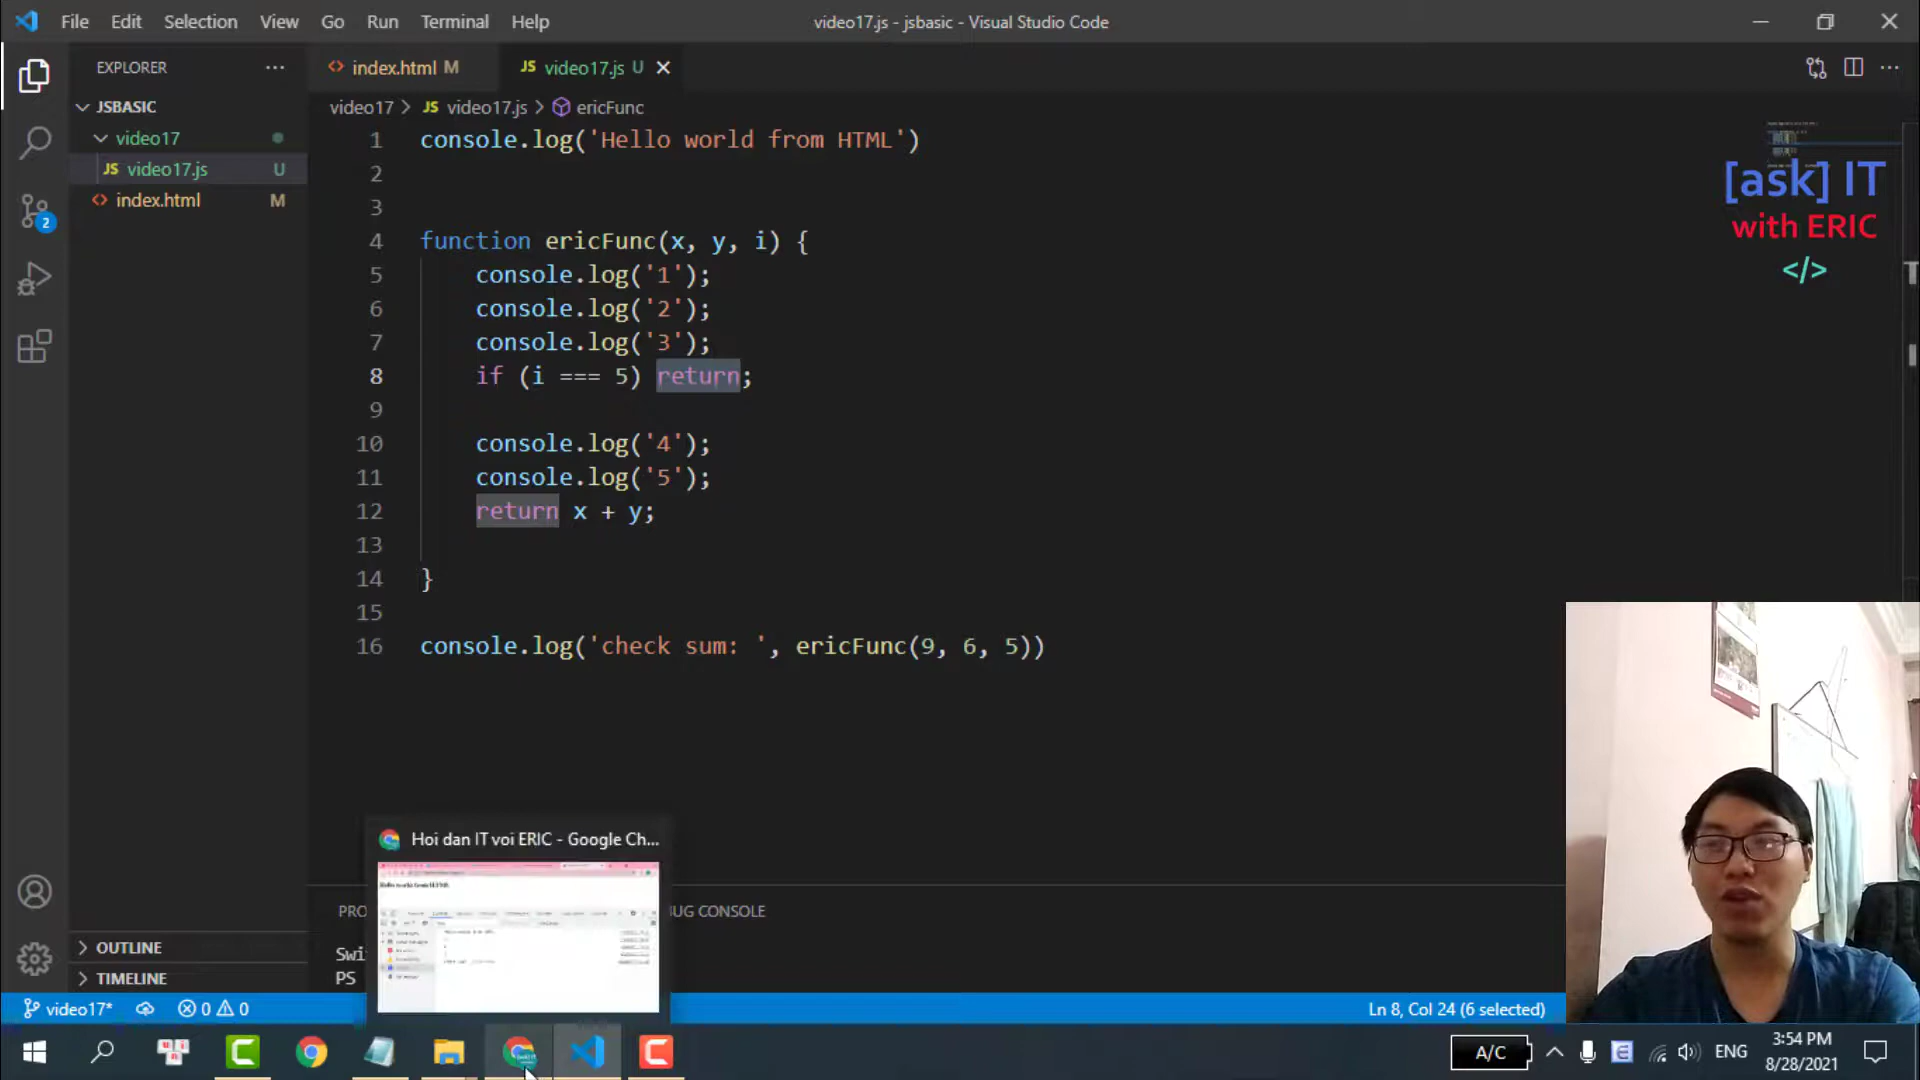 File Edit Selection View Go Run Terminal Help
video17.js - jsbasic - Visual Studio Code
EXPLORER
JSBASIC
video17
JS video17.js U
index.html M
index.html M
JS video17.js U
video17 > JS video17.js > ericFunc
1 console.log('Hello world from HTML')
2
3
4 function ericFunc(x, y, i) {
5 console.log('1');
6 console.log('2');
7 console.log('3');
8 if (i === 5) return;
9
10 console.log('4');
11 console.log('5');
12 return x + y;
13
14 }
15
16 console.log('check sum: ', ericFunc(9, 6, 5))
[ask] IT
with ERIC
</>
2
Hoi dan IT voi ERIC - Google Ch...
CONSOLE
PS
OUTLINE
TIMELINE
video17*
0 0
Ln 8, Col 24 (6 selected)
A/C
ENG
3:54 PM
8/28/2021